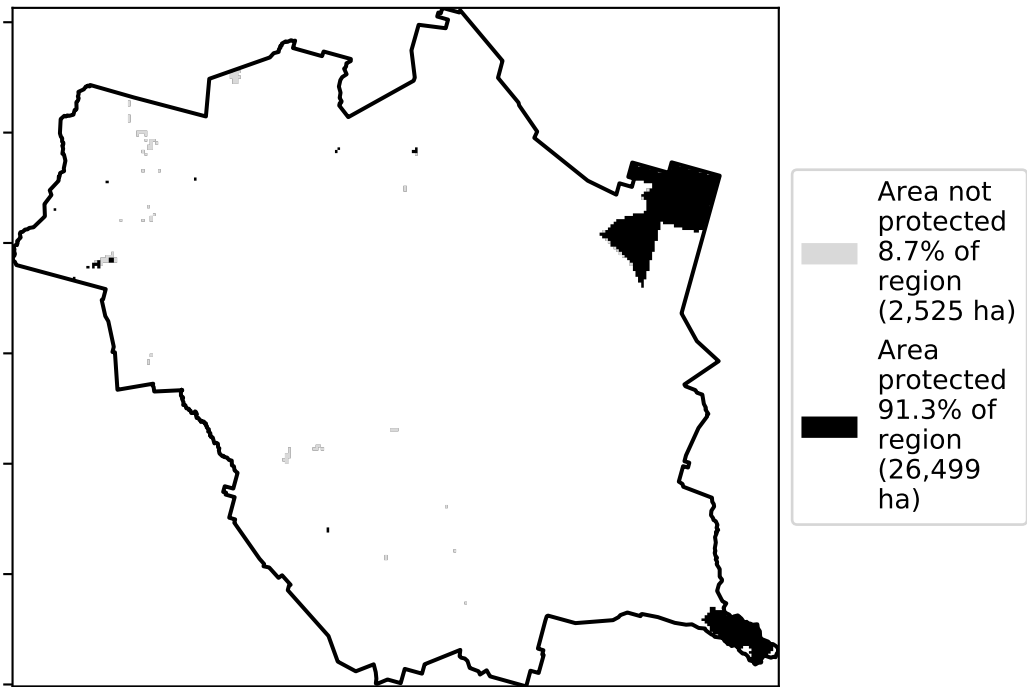 Area not
protected
8.7% of
region
(2,525 ha)
Area
protected
91.3% of
region
(26,499
ha)